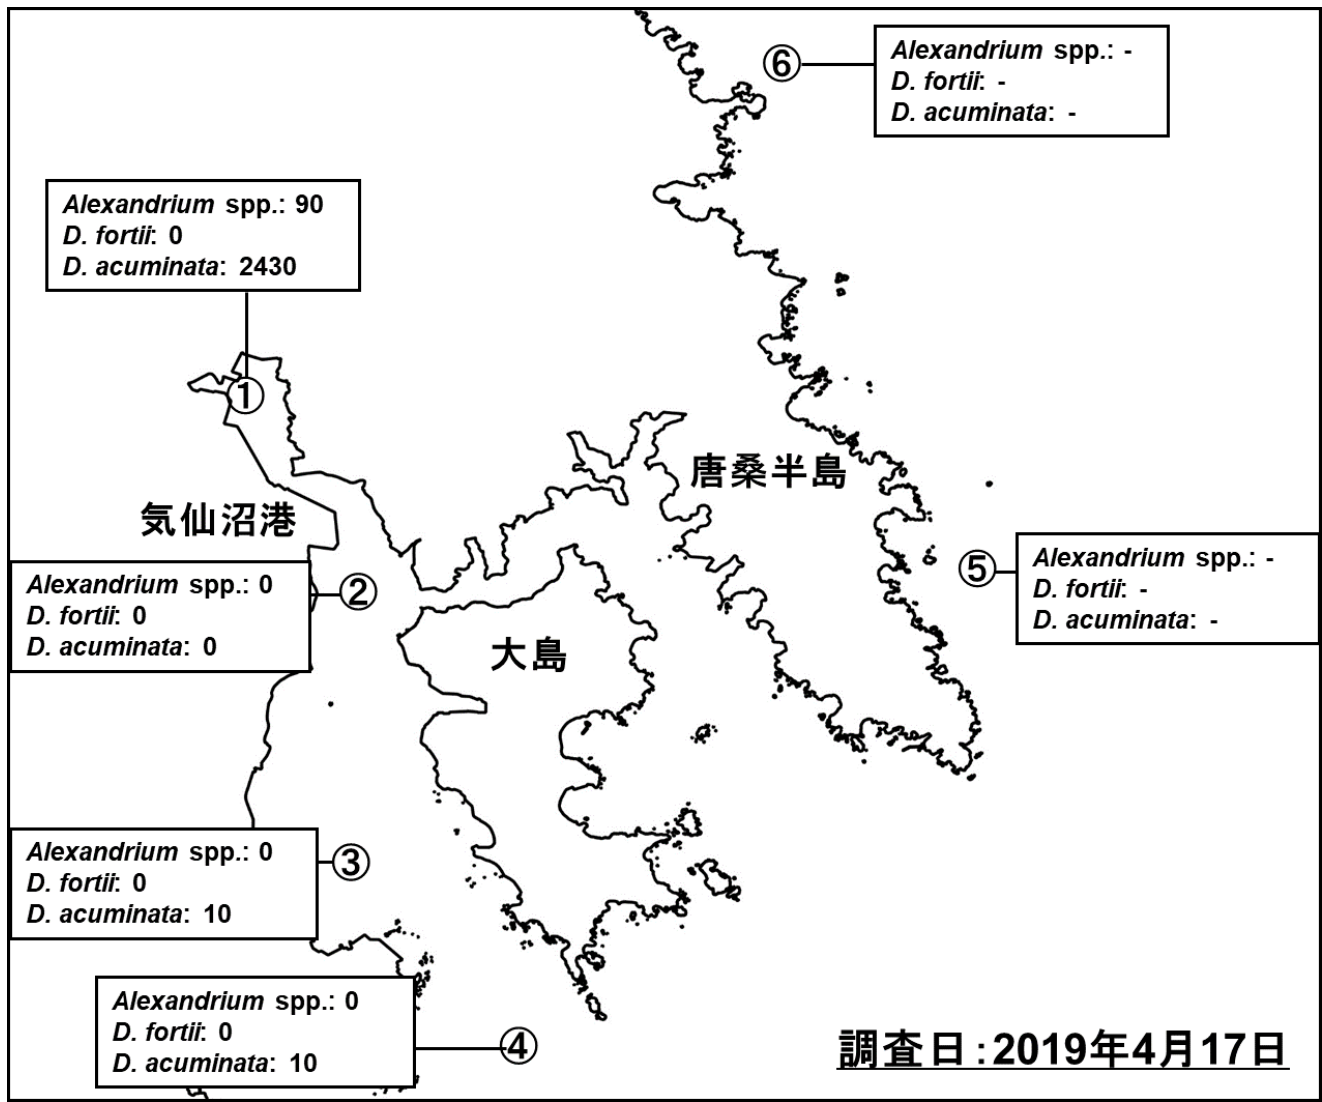 ⑥
Alexandrium spp.: -
D. fortii: -
D. acuminata: -
Alexandrium spp.: 90
D. fortii: 0
D. acuminata: 2430
①
唐桑半島
気仙沼港
⑤
Alexandrium spp.: -
D. fortii: -
D. acuminata: -
Alexandrium spp.: 0
D. fortii: 0
D. acuminata: 0
②
大島
Alexandrium spp.: 0
D. fortii: 0
D. acuminata: 10
③
Alexandrium spp.: 0
D. fortii: 0
D. acuminata: 10
④
調査日:2019年4月17日